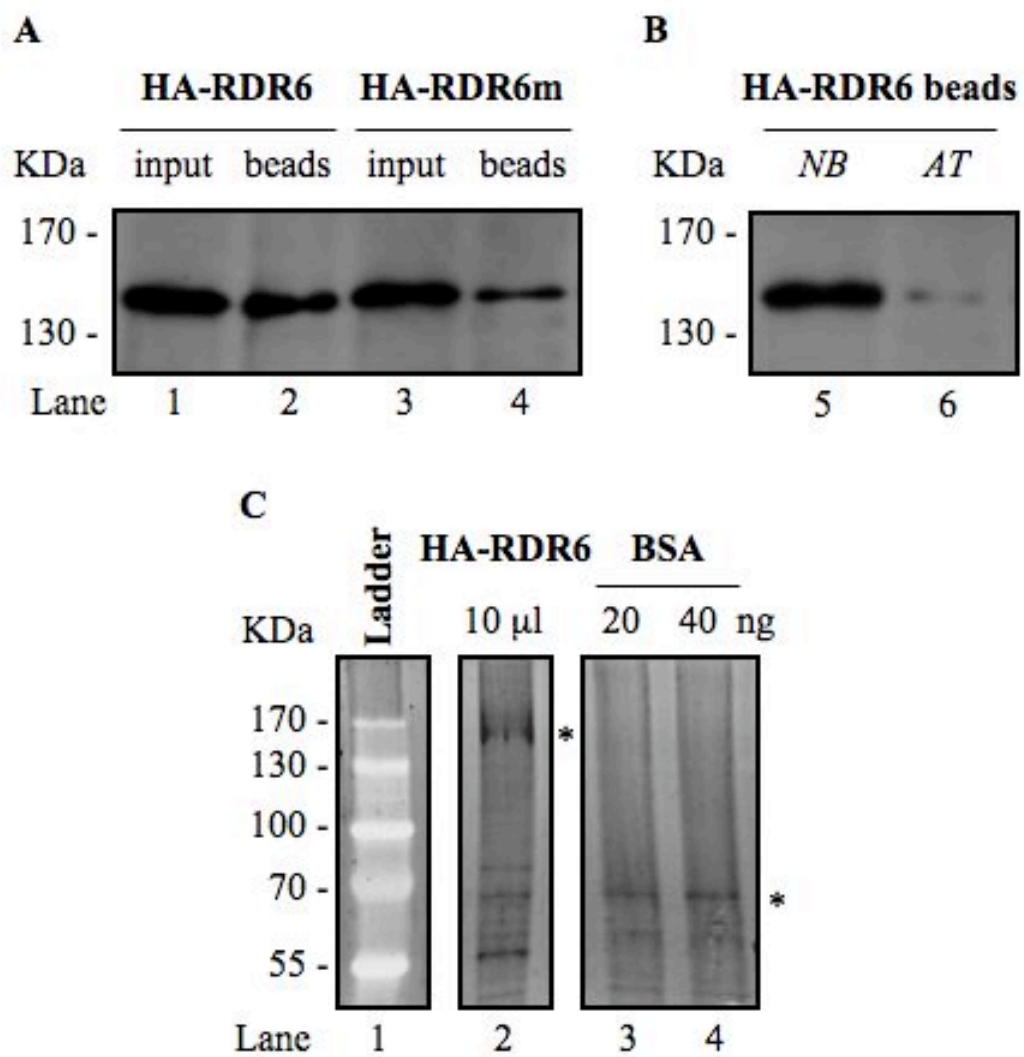 A
HA-RDR6 HA-RDR6m
KDa input beads input beads
170 -
130 -
Lane 1 2 3 4
B
HA-RDR6 beads
KDa NB AT
170 -
130 -
5 6
C
Ladder
HA-RDR6 BSA
KDa 10 µl 20 40 ng
170 -
*
130 -
100 -
70 -
*
55 -
Lane 1 2 3 4